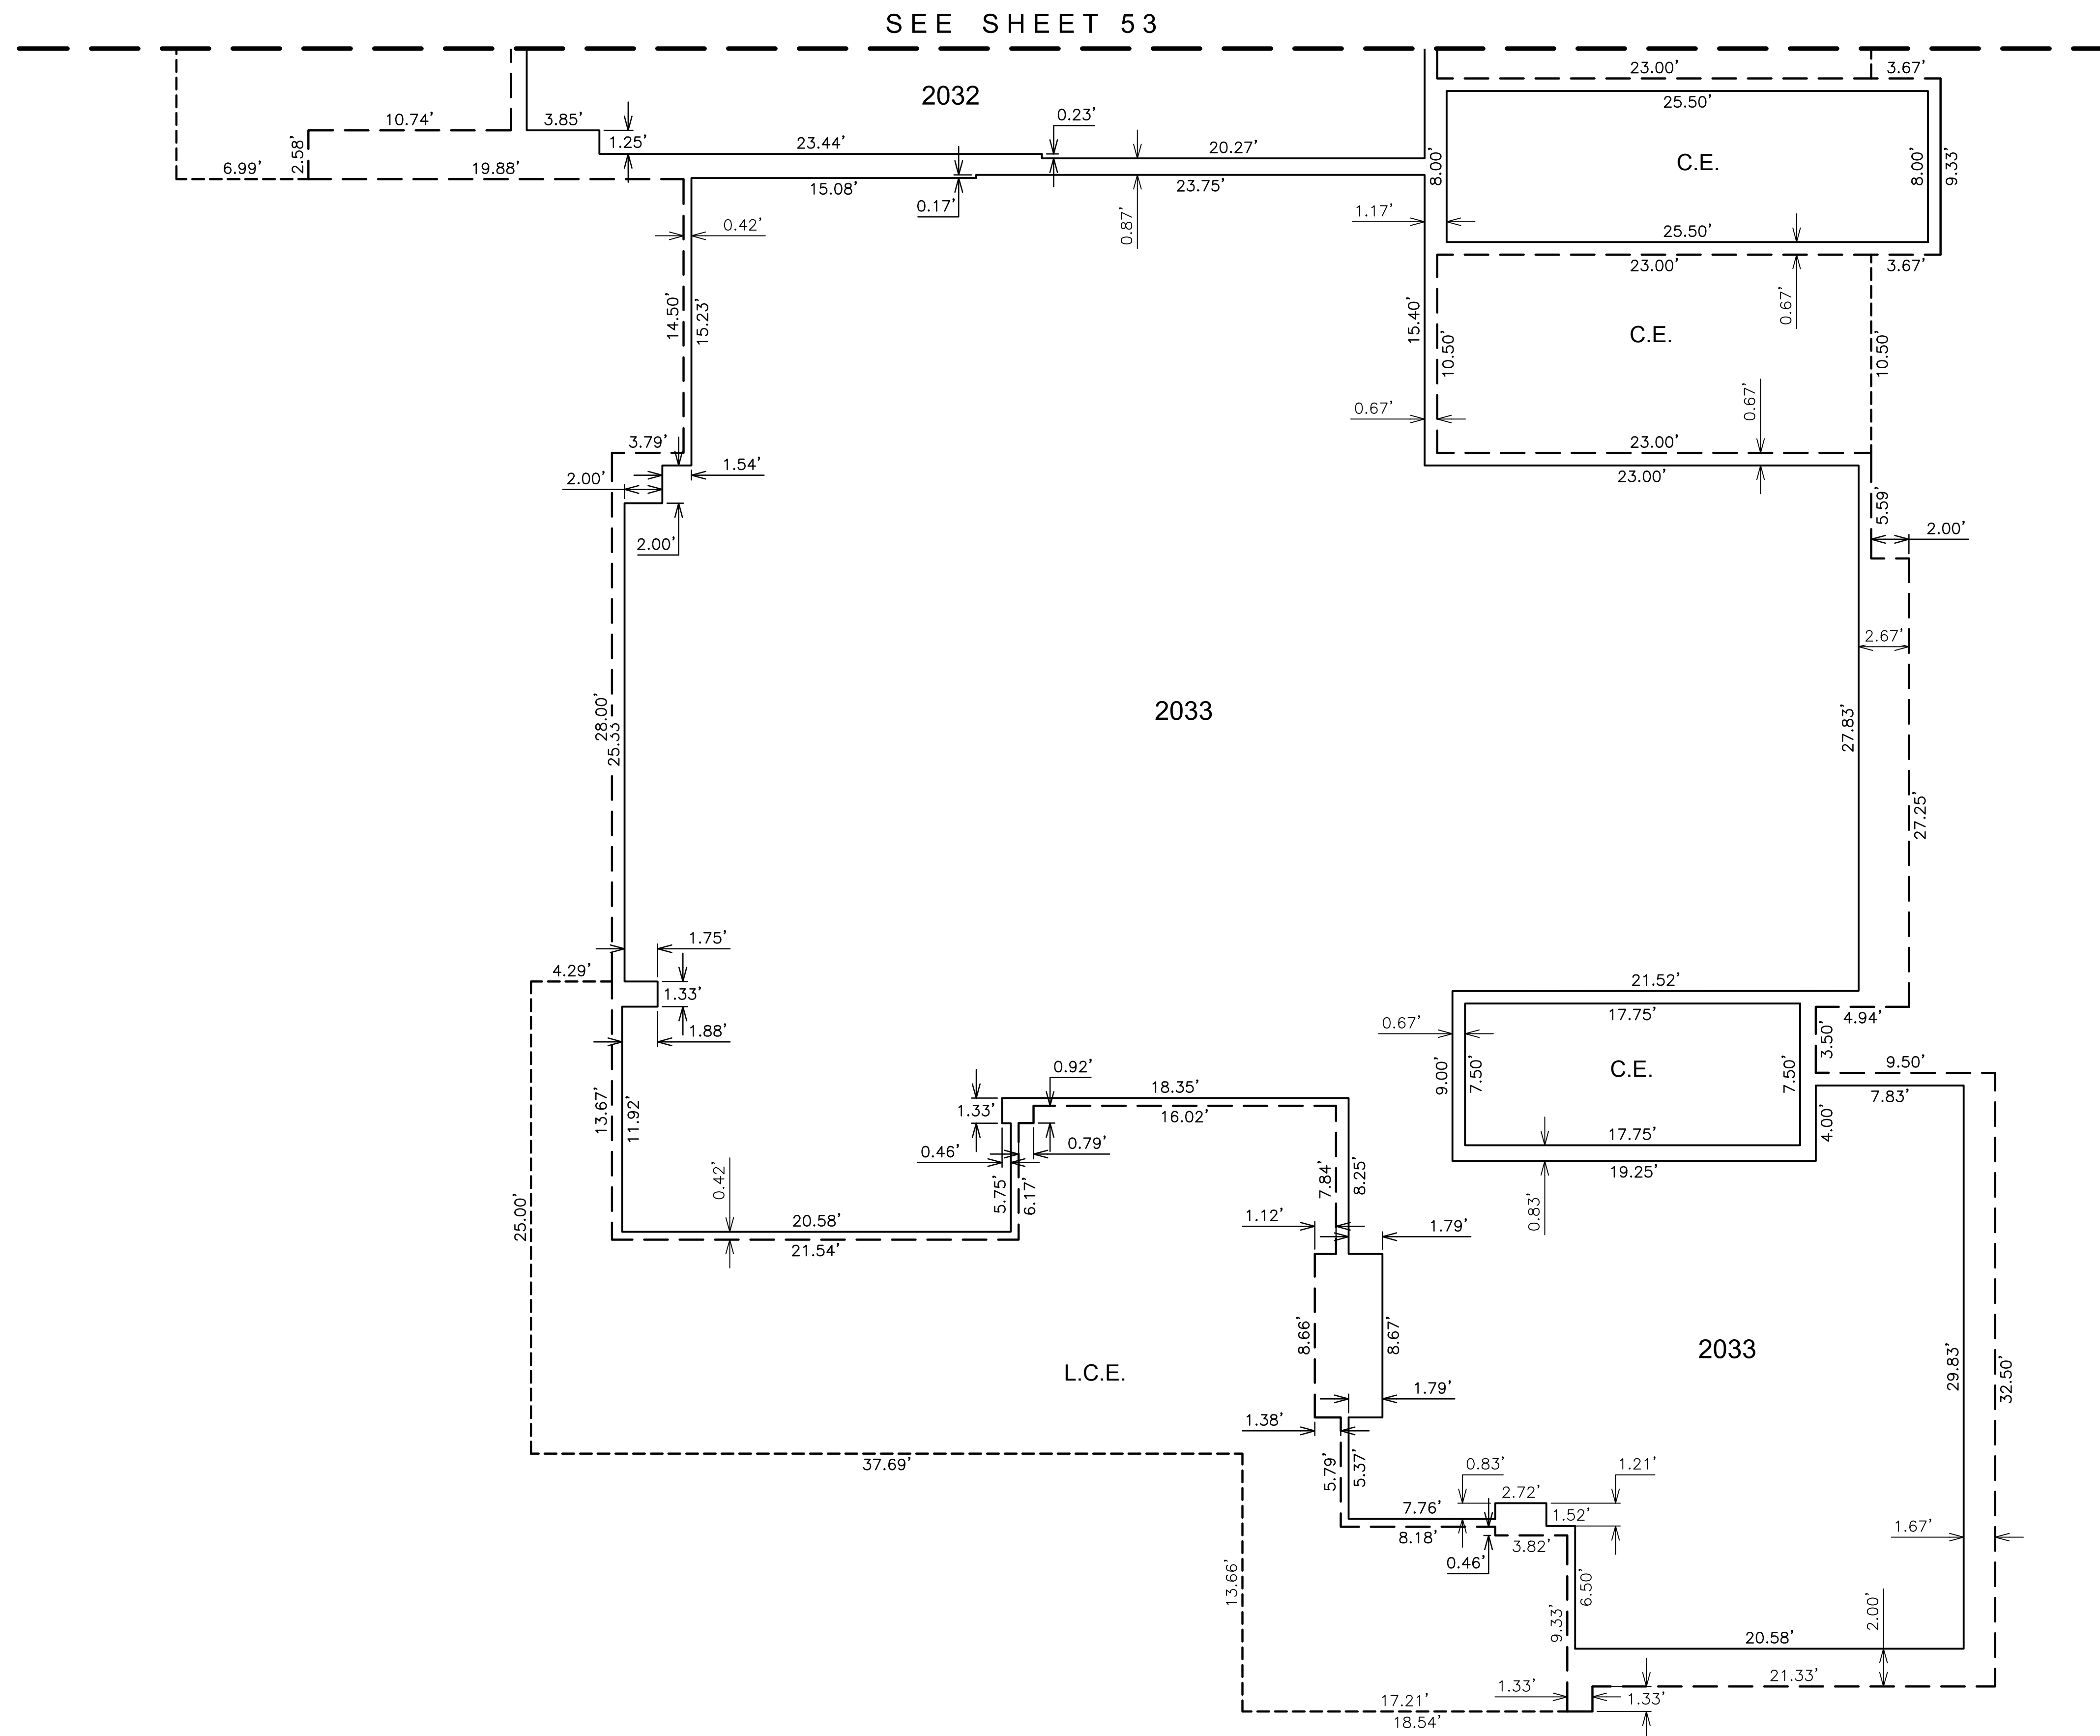 SEE SHEET 53
23.00’ 3.67’
2032
25.50’
10.74’ 3.85’ 0.23’
1.25’ 23.44’ 20.27’
2.58’ 8.00’ C.E. 8.00’ 9.33’
6.99’ 19.88’
15.08’ 23.75’
0.17’ 0.87’ 1.17’
0.42’ 25.50’
23.00’ 3.67’
0.67’
14.50’ 15.23’ 15.40’ C.E.
10.50’ 10.50’
0.67’ 0.67’
3.79’ 23.00’
2.00’ 1.54’ 23.00’
5.59’
2.00’ 2.00’
2.67’
28.00’ 2033 27.83’
25.33’
27.25’
1.75’
4.29’ 21.52’
1.33’
17.75’ 4.94’
1.88’ 0.67’ 3.50’
0.92’ 9.00’ 7.50’ C.E. 7.50’ 9.50’
18.35’ 7.83’
13.67’ 11.92’ 1.33’ 16.02’ 4.00’
0.79’ 17.75’
0.46’ 19.25’
0.42’ 5.75’ 6.17’ 7.84’ 8.25’ 0.83’
25.00’ 20.58’ 1.12’ 1.79’
21.54’
8.66’ 8.67’ 2033 29.83’ 32.50’
L.C.E.
1.79’
1.38’
37.69’ 5.79’ 5.37’ 0.83’ 1.21’
2.72’
7.76’ 1.52’
8.18’ 3.82’ 1.67’
0.46’
13.66’ 6.50’
9.33’ 2.00’
20.58’
21.33’
17.21’ 1.33’ 1.33’
18.54’